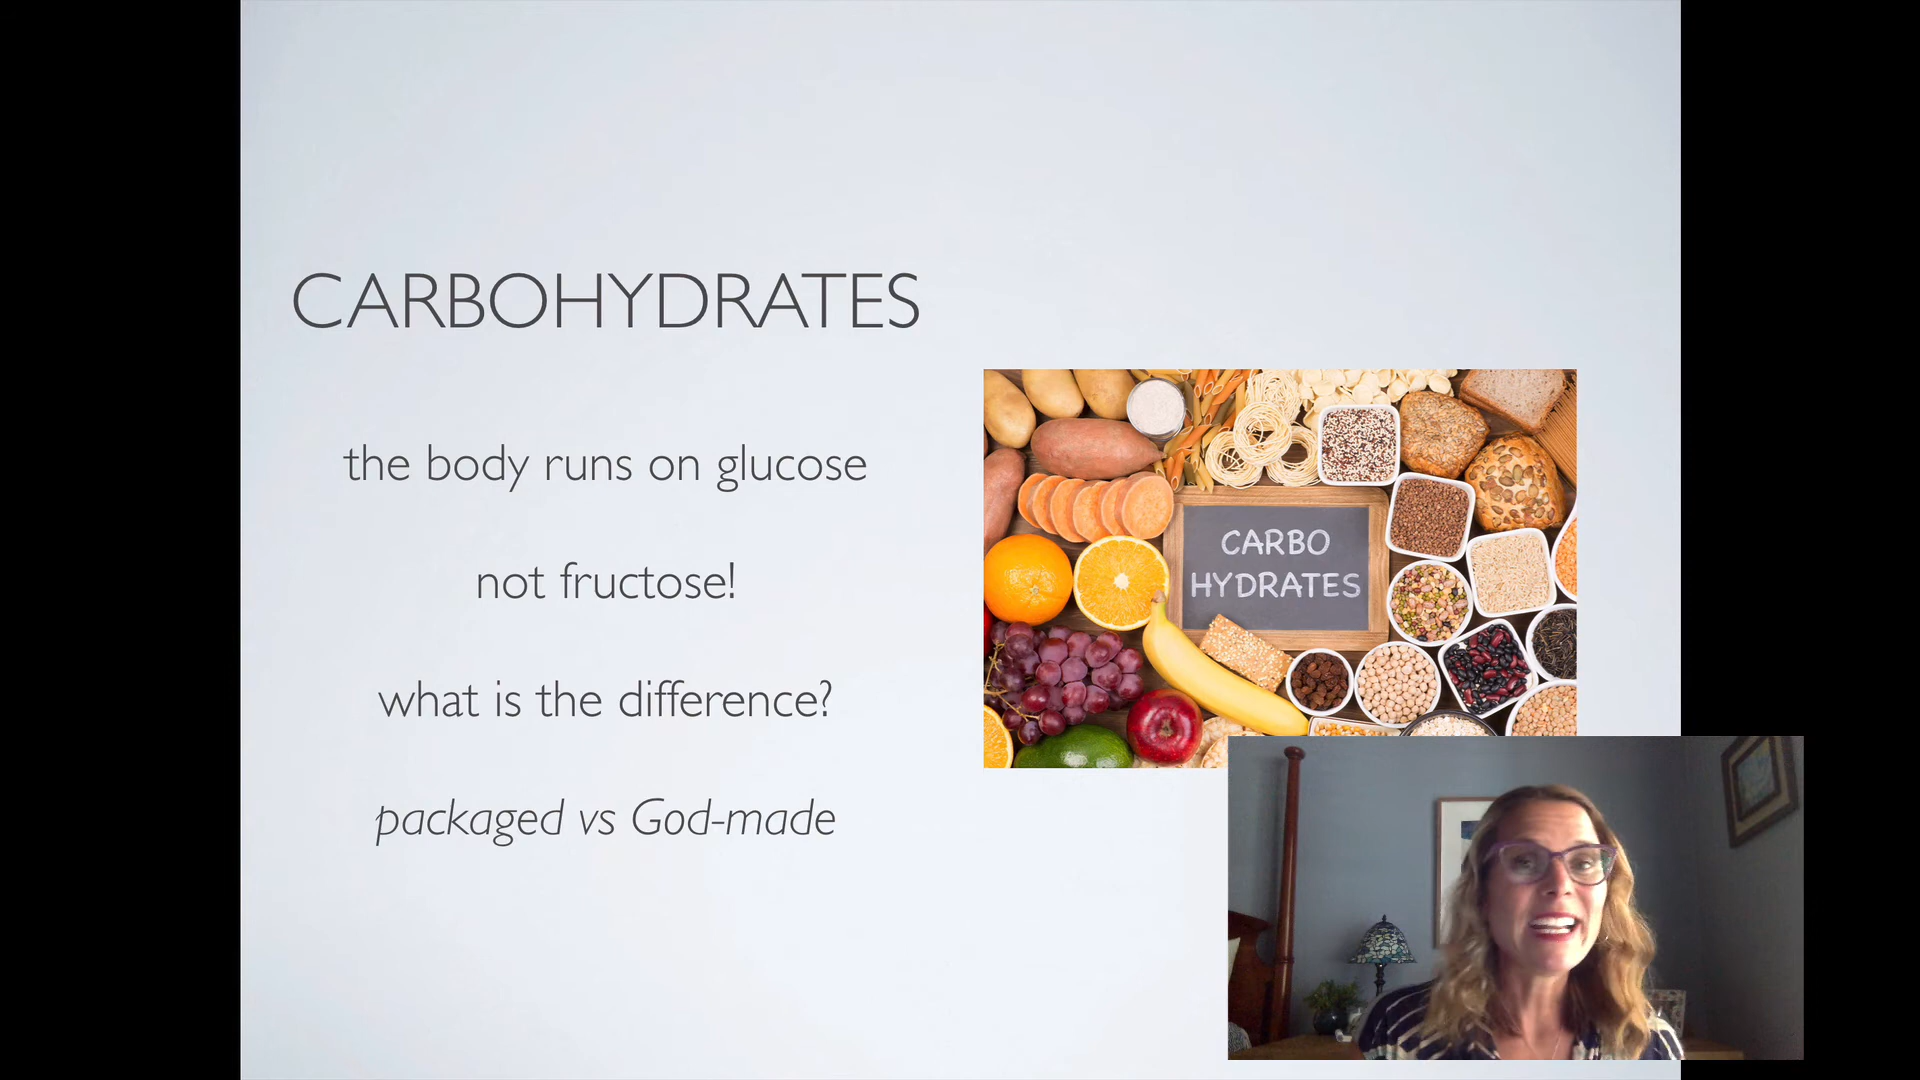 CARBOHYDRATES
the body runs on glucose
not fructose!
what is the difference?
packaged vs God-made
CARBO
HYDRATES